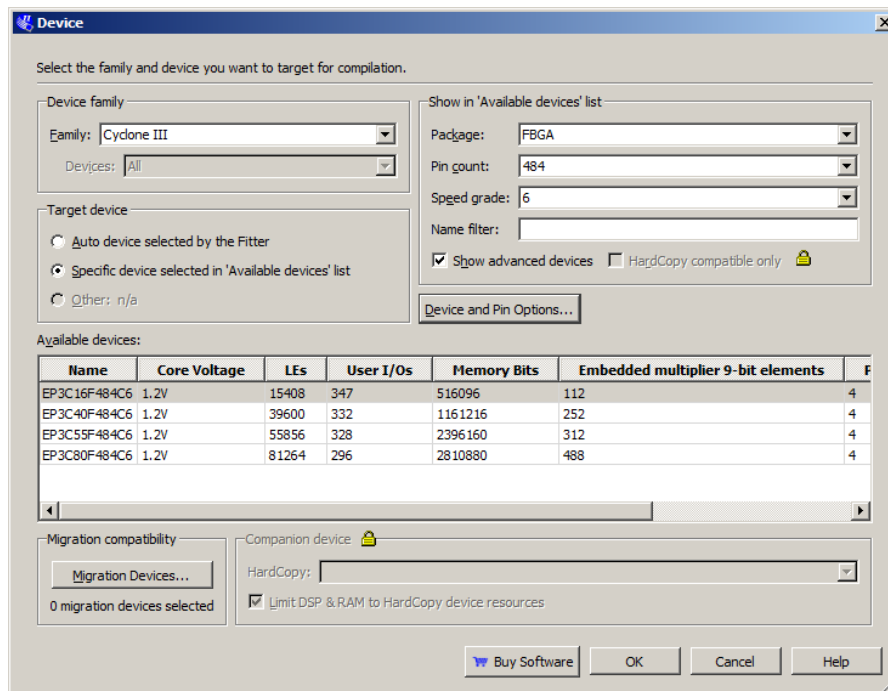 Device
Select the family and device you want to target for compilation.
Device family
Family: Cyclone III
Devices: All
Show in 'Available devices' list
Package: FBGA
Pin count: 484
Speed grade: 6
Name filter:
Show advanced devices HardCopy compatible only
Target device
Auto device selected by the Fitter
Specific device selected in 'Available devices' list
Other: n/a
Device and Pin Options...
Available devices:
Name Core Voltage LEs User I/Os Memory Bits Embedded multiplier 9-bit elements
EP3C16F484C6 1.2V 15408 347 516096 112 4
EP3C40F484C6 1.2V 39600 332 1161216 252 4
EP3C55F484C6 1.2V 55856 328 2396160 312 4
EP3C80F484C6 1.2V 81264 296 2810880 488 4
Migration compatibility
Migration Devices...
0 migration devices selected
Companion device
HardCopy:
Limit DSP & RAM to HardCopy device resources
Buy Software OK Cancel Help